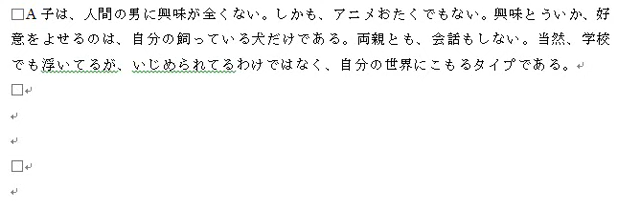 □A子は、人間の男に興味が全くない。しかも、アニメおたくでもない。興味とういか、好
意をよせるのは、自分の飼っている犬だけである。両親とも、会話もしない。当然、学校
でも浮いてるが、いじめられてるわけではなく、自分の世界にこもるタイプである。↵
□↵
↵
↵
□↵
↵